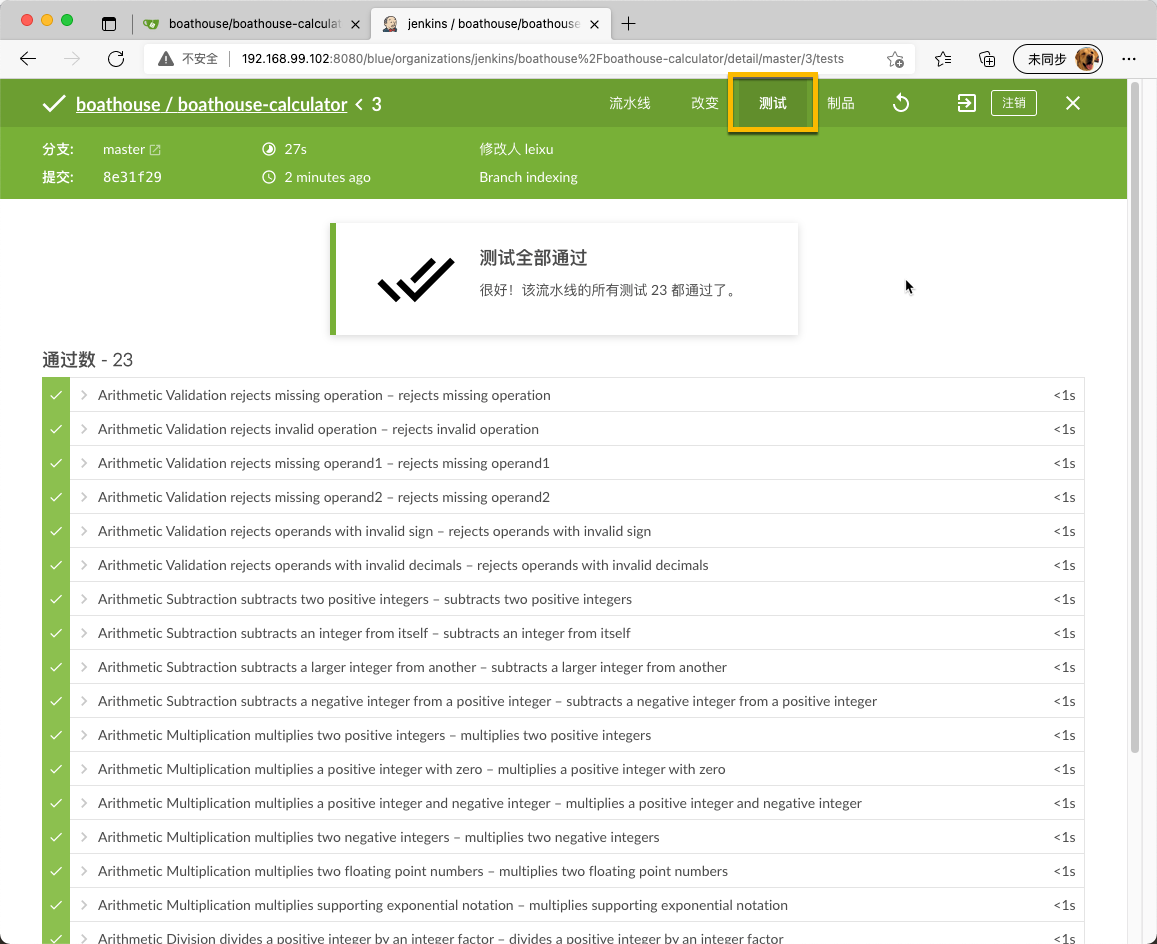 boathouse/boathouse-calculat
jenkins / boathouse/boathouse
不安全
192.168.99.102:8080/blue/organizations/jenkins/boathouse%2Fboathouse-calculator/detail/master/3/tests
未同步
boathouse / boathouse-calculator < 3
流水线 改变 测试 制品 注销
分支: master 27s 修改人 leixu
提交: 8e31f29 2 minutes ago Branch indexing
测试全部通过
很好！该流水线的所有测试 23 都通过了。
通过数 - 23
Arithmetic Validation rejects missing operation – rejects missing operation <1s
Arithmetic Validation rejects invalid operation – rejects invalid operation <1s
Arithmetic Validation rejects missing operand1 – rejects missing operand1 <1s
Arithmetic Validation rejects missing operand2 – rejects missing operand2 <1s
Arithmetic Validation rejects operands with invalid sign – rejects operands with invalid sign <1s
Arithmetic Validation rejects operands with invalid decimals – rejects operands with invalid decimals <1s
Arithmetic Subtraction subtracts two positive integers – subtracts two positive integers <1s
Arithmetic Subtraction subtracts an integer from itself – subtracts an integer from itself <1s
Arithmetic Subtraction subtracts a larger integer from another – subtracts a larger integer from another <1s
Arithmetic Subtraction subtracts a negative integer from a positive integer – subtracts a negative integer from a positive integer <1s
Arithmetic Multiplication multiplies two positive integers – multiplies two positive integers <1s
Arithmetic Multiplication multiplies a positive integer with zero – multiplies a positive integer with zero <1s
Arithmetic Multiplication multiplies a positive integer and negative integer – multiplies a positive integer and negative integer <1s
Arithmetic Multiplication multiplies two negative integers – multiplies two negative integers <1s
Arithmetic Multiplication multiplies two floating point numbers – multiplies two floating point numbers <1s
Arithmetic Multiplication multiplies supporting exponential notation – multiplies supporting exponential notation <1s
Arithmetic Division divides a positive integer by an integer factor – divides a positive integer by an integer factor <1s